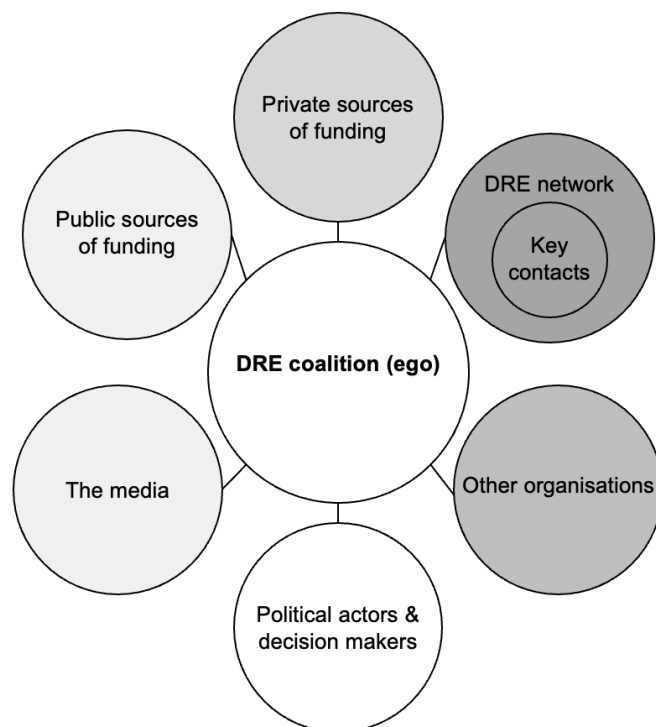 Private sources
of funding
DRE network
Key
contacts
Public sources
of funding
DRE coalition (ego)
The media
Other organisations
Political actors &
decision makers